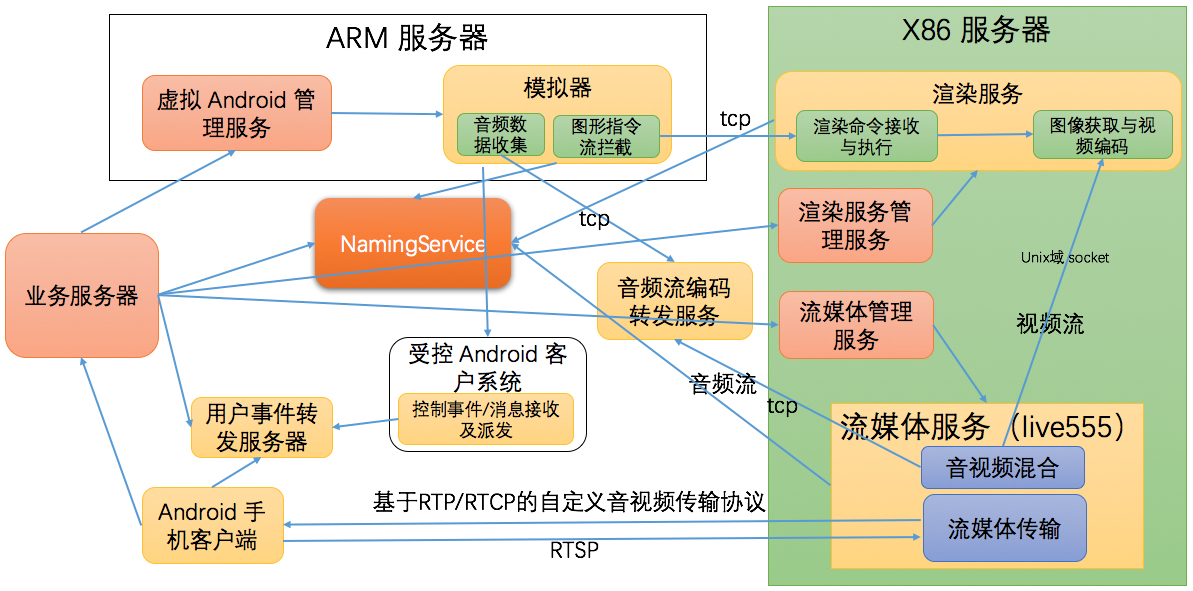 ARM 服务器
X86 服务器
虚拟 Android 管
理服务
模拟器
音频数
据收集
图形指令
流拦截
tcp
渲染服务
渲染命令接收
与执行
图像获取与视
频编码
NamingService
tcp
渲染服务管
理服务
Unix域 socket
业务服务器
音频流编码
转发服务
流媒体管理
服务
视频流
受控 Android 客
户系统
控制事件/消息接收
及派发
音频流
tcp
用户事件转
发服务器
流媒体服务（live555）
音视频混合
流媒体传输
Android 手
机客户端
基于RTP/RTCP的自定义音视频传输协议
RTSP